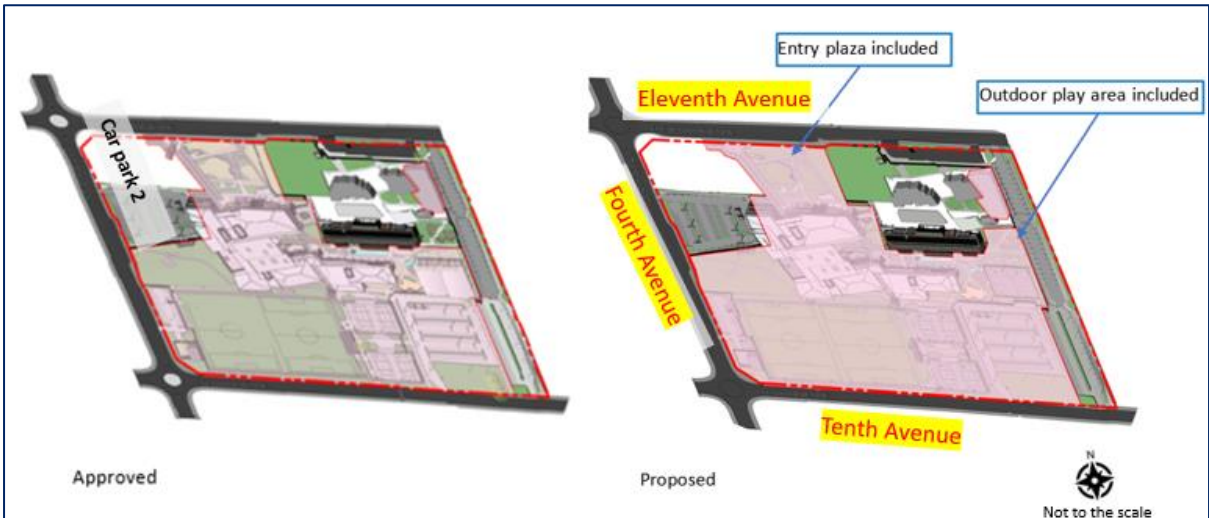 Entry plaza included
Eleventh Avenue
Outdoor play area included
Car park 2
Fourth Avenue
Tenth Avenue
Approved
Proposed
N
Not to the scale